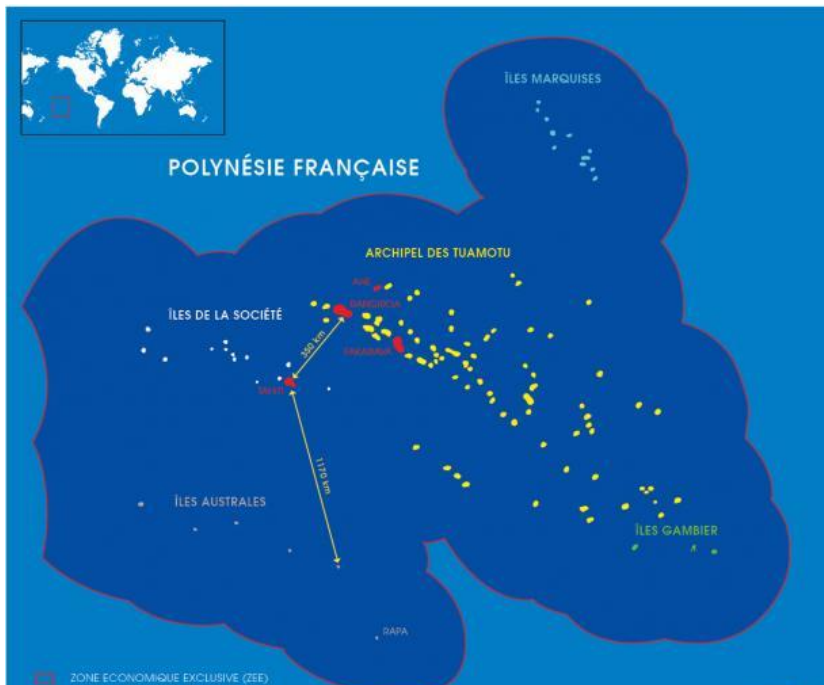 ÎLES MARQUISES
POLYNÉSIE FRANÇAISE
ARCHIPEL DES TUAMOTU
AHE
RANGIROA
ÎLES DE LA SOCIÉTÉ
350 km
FAKARAVA
TAHITI
1170 km
ÎLES AUSTRALES
ÎLES GAMBIER
RAPA
ZONE ECONOMIQUE EXCLUSIVE (ZEE)